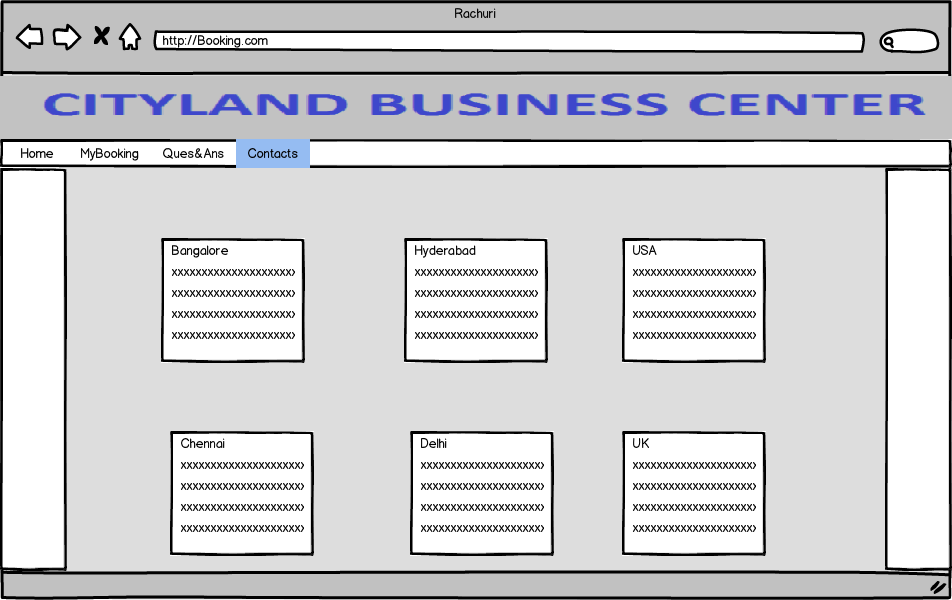 Rachuri
http://Booking.com
CITYLAND BUSINESS CENTER
Home MyBooking Ques&Ans Contacts
Bangalore
xxxxxxxxxxxxxxxxxxxxx
xxxxxxxxxxxxxxxxxxxxx
xxxxxxxxxxxxxxxxxxxxx
xxxxxxxxxxxxxxxxxxxxx
Hyderabad
xxxxxxxxxxxxxxxxxxxxx
xxxxxxxxxxxxxxxxxxxxx
xxxxxxxxxxxxxxxxxxxxx
xxxxxxxxxxxxxxxxxxxxx
USA
xxxxxxxxxxxxxxxxxxxxx
xxxxxxxxxxxxxxxxxxxxx
xxxxxxxxxxxxxxxxxxxxx
xxxxxxxxxxxxxxxxxxxxx
Chennai
xxxxxxxxxxxxxxxxxxxxx
xxxxxxxxxxxxxxxxxxxxx
xxxxxxxxxxxxxxxxxxxxx
xxxxxxxxxxxxxxxxxxxxx
Delhi
xxxxxxxxxxxxxxxxxxxxx
xxxxxxxxxxxxxxxxxxxxx
xxxxxxxxxxxxxxxxxxxxx
xxxxxxxxxxxxxxxxxxxxx
UK
xxxxxxxxxxxxxxxxxxxxx
xxxxxxxxxxxxxxxxxxxxx
xxxxxxxxxxxxxxxxxxxxx
xxxxxxxxxxxxxxxxxxxxx